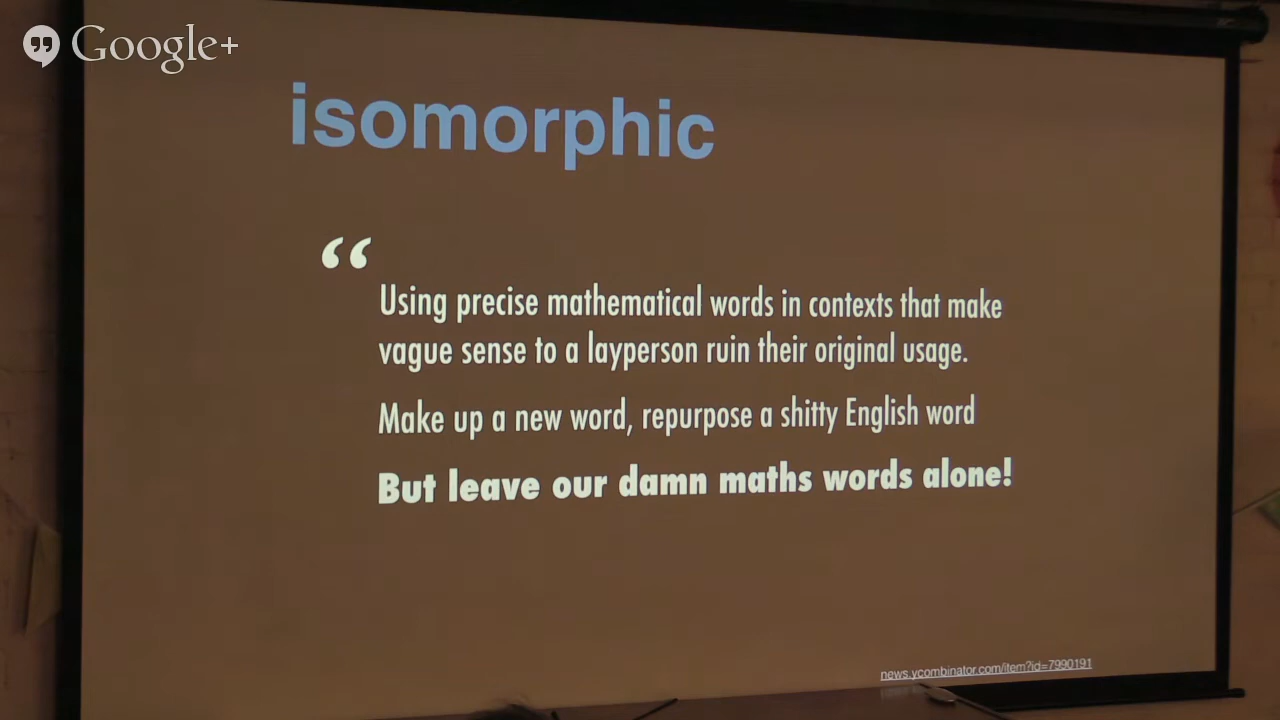 Google+
isomorphic
“
Using precise mathematical words in contexts that make
vague sense to a layperson ruin their original usage.
Make up a new word, repurpose a shitty English word
But leave our damn maths words alone!
news.ycombinator.com/item?id=7990191